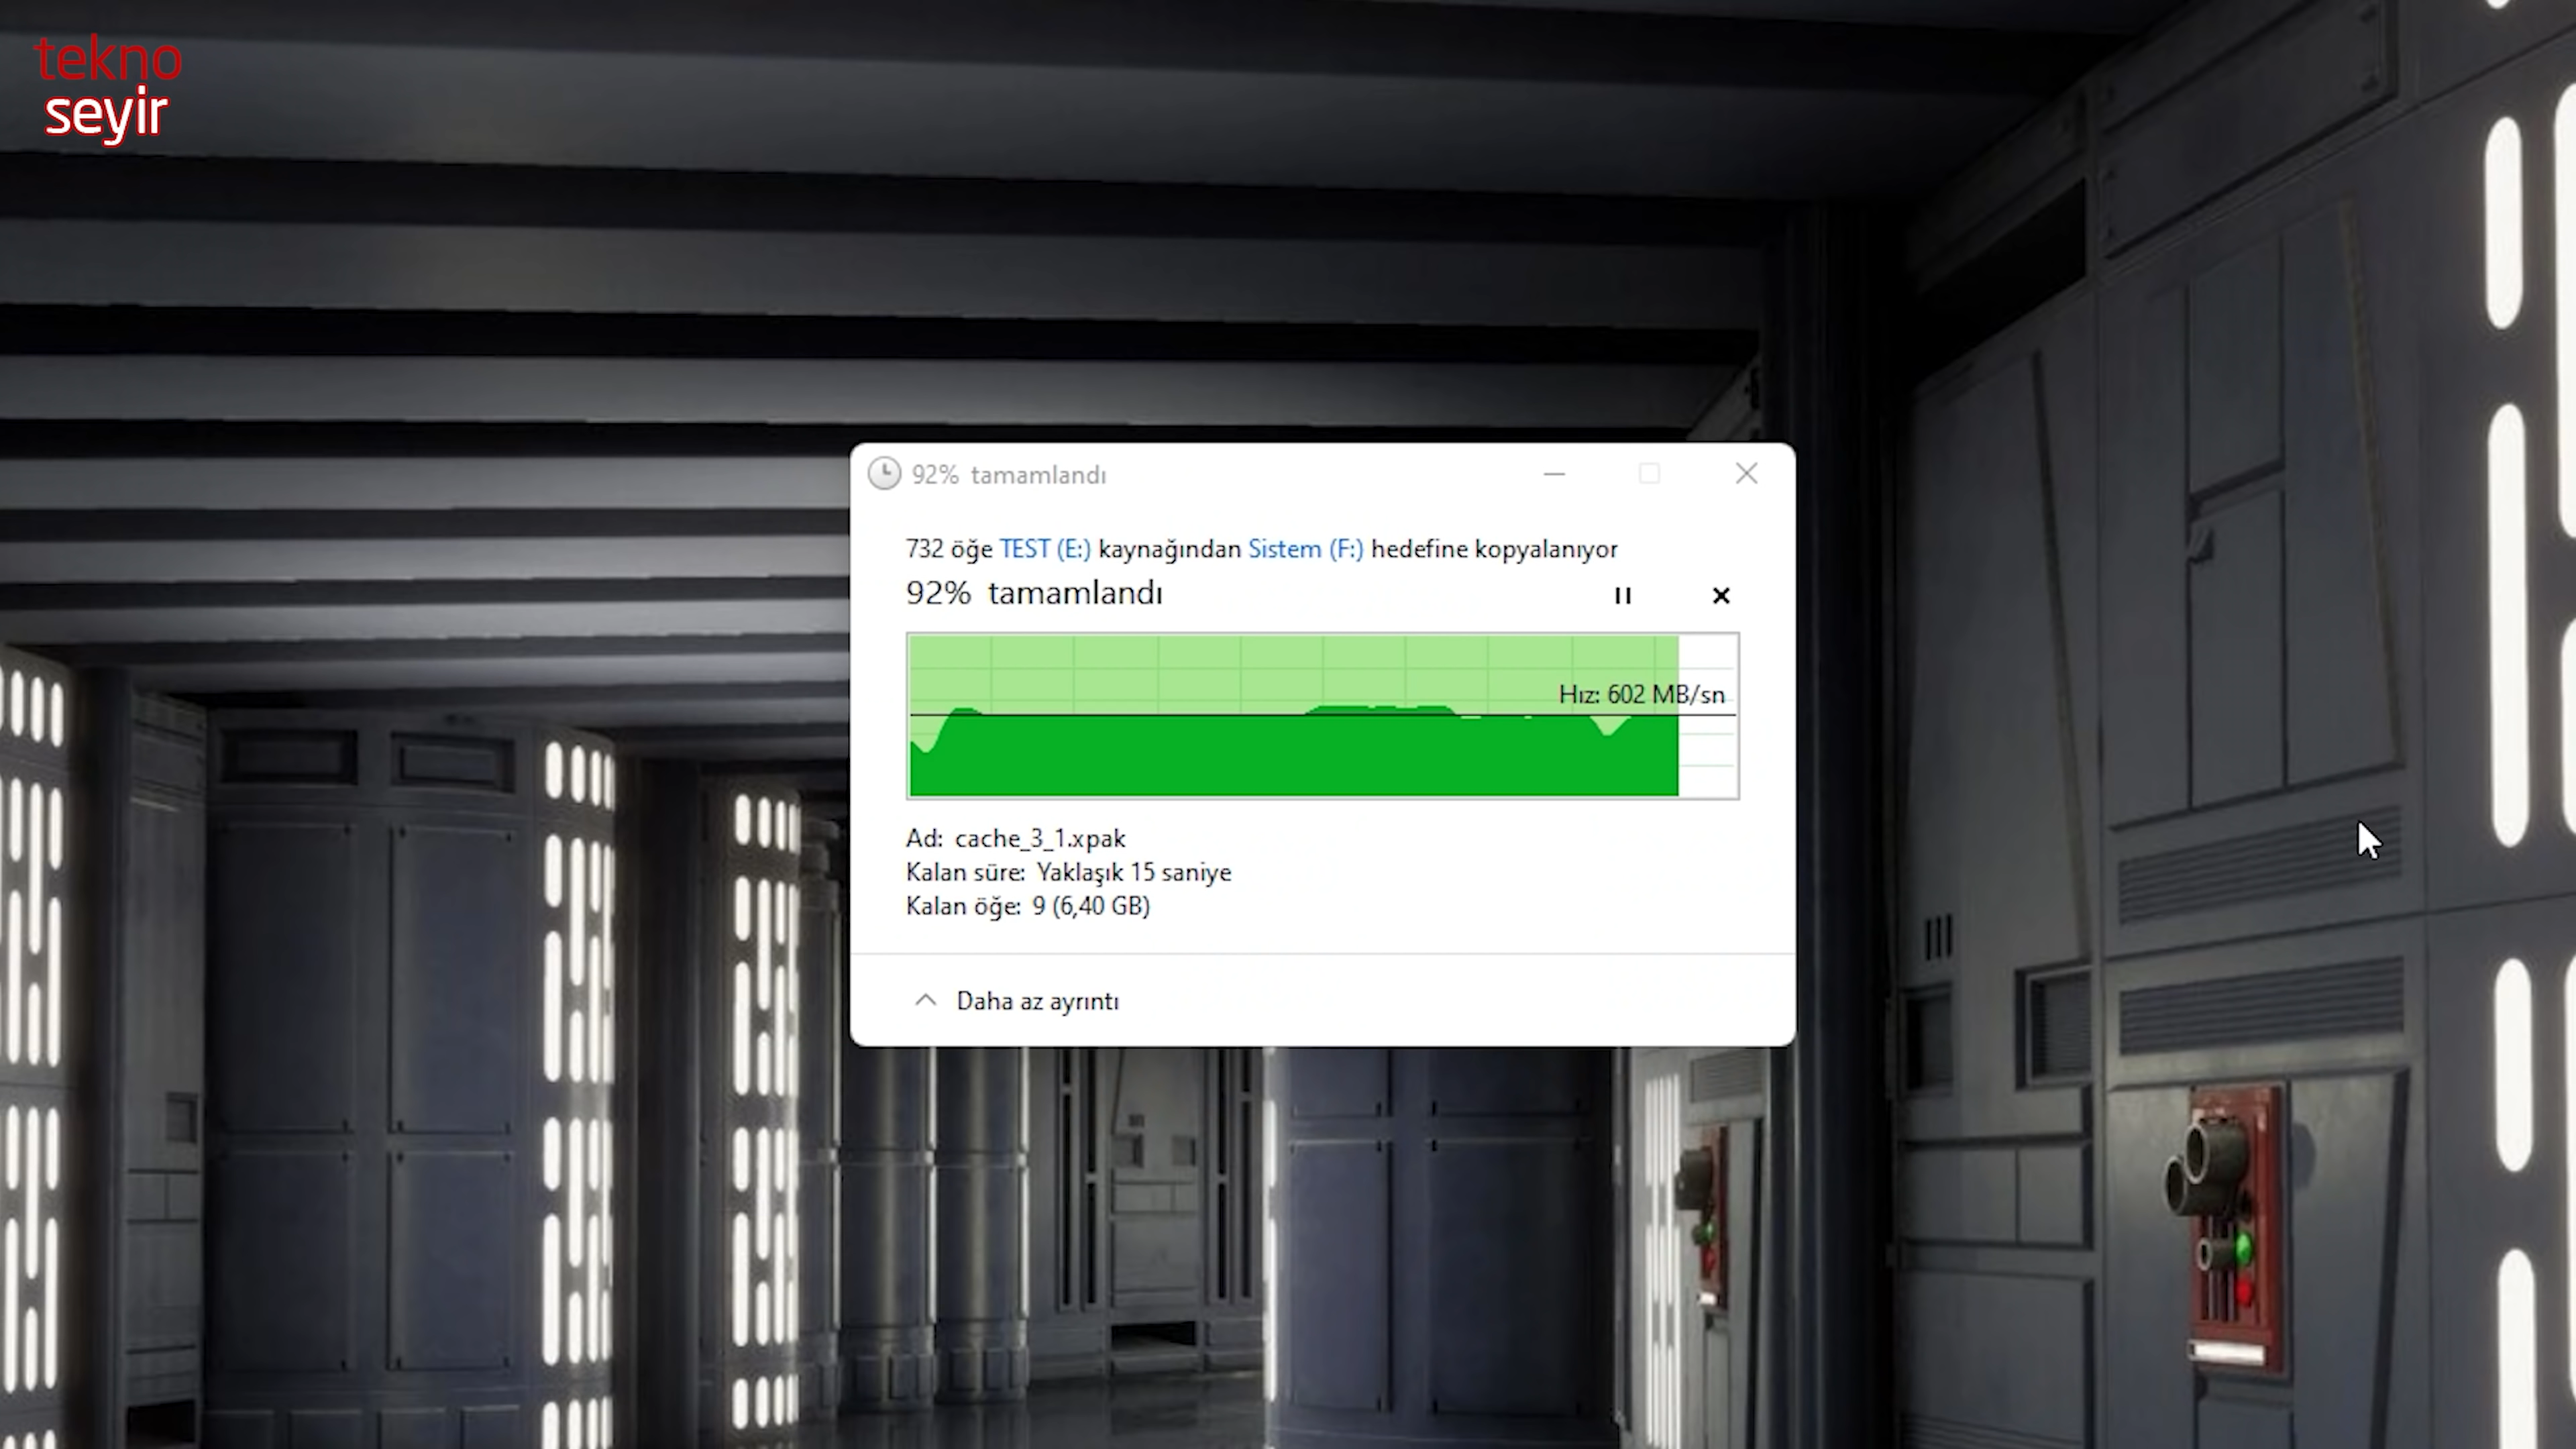 tekno
seyir
92% tamamlandı
732 öğe TEST (E:) kaynağından Sistem (F:) hedefine kopyalanıyor
92% tamamlandı
Hız: 602 MB/sn
Ad: cache_3_1.xpak
Kalan süre: Yaklaşık 15 saniye
Kalan öğe: 9 (6,40 GB)
Daha az ayrıntı